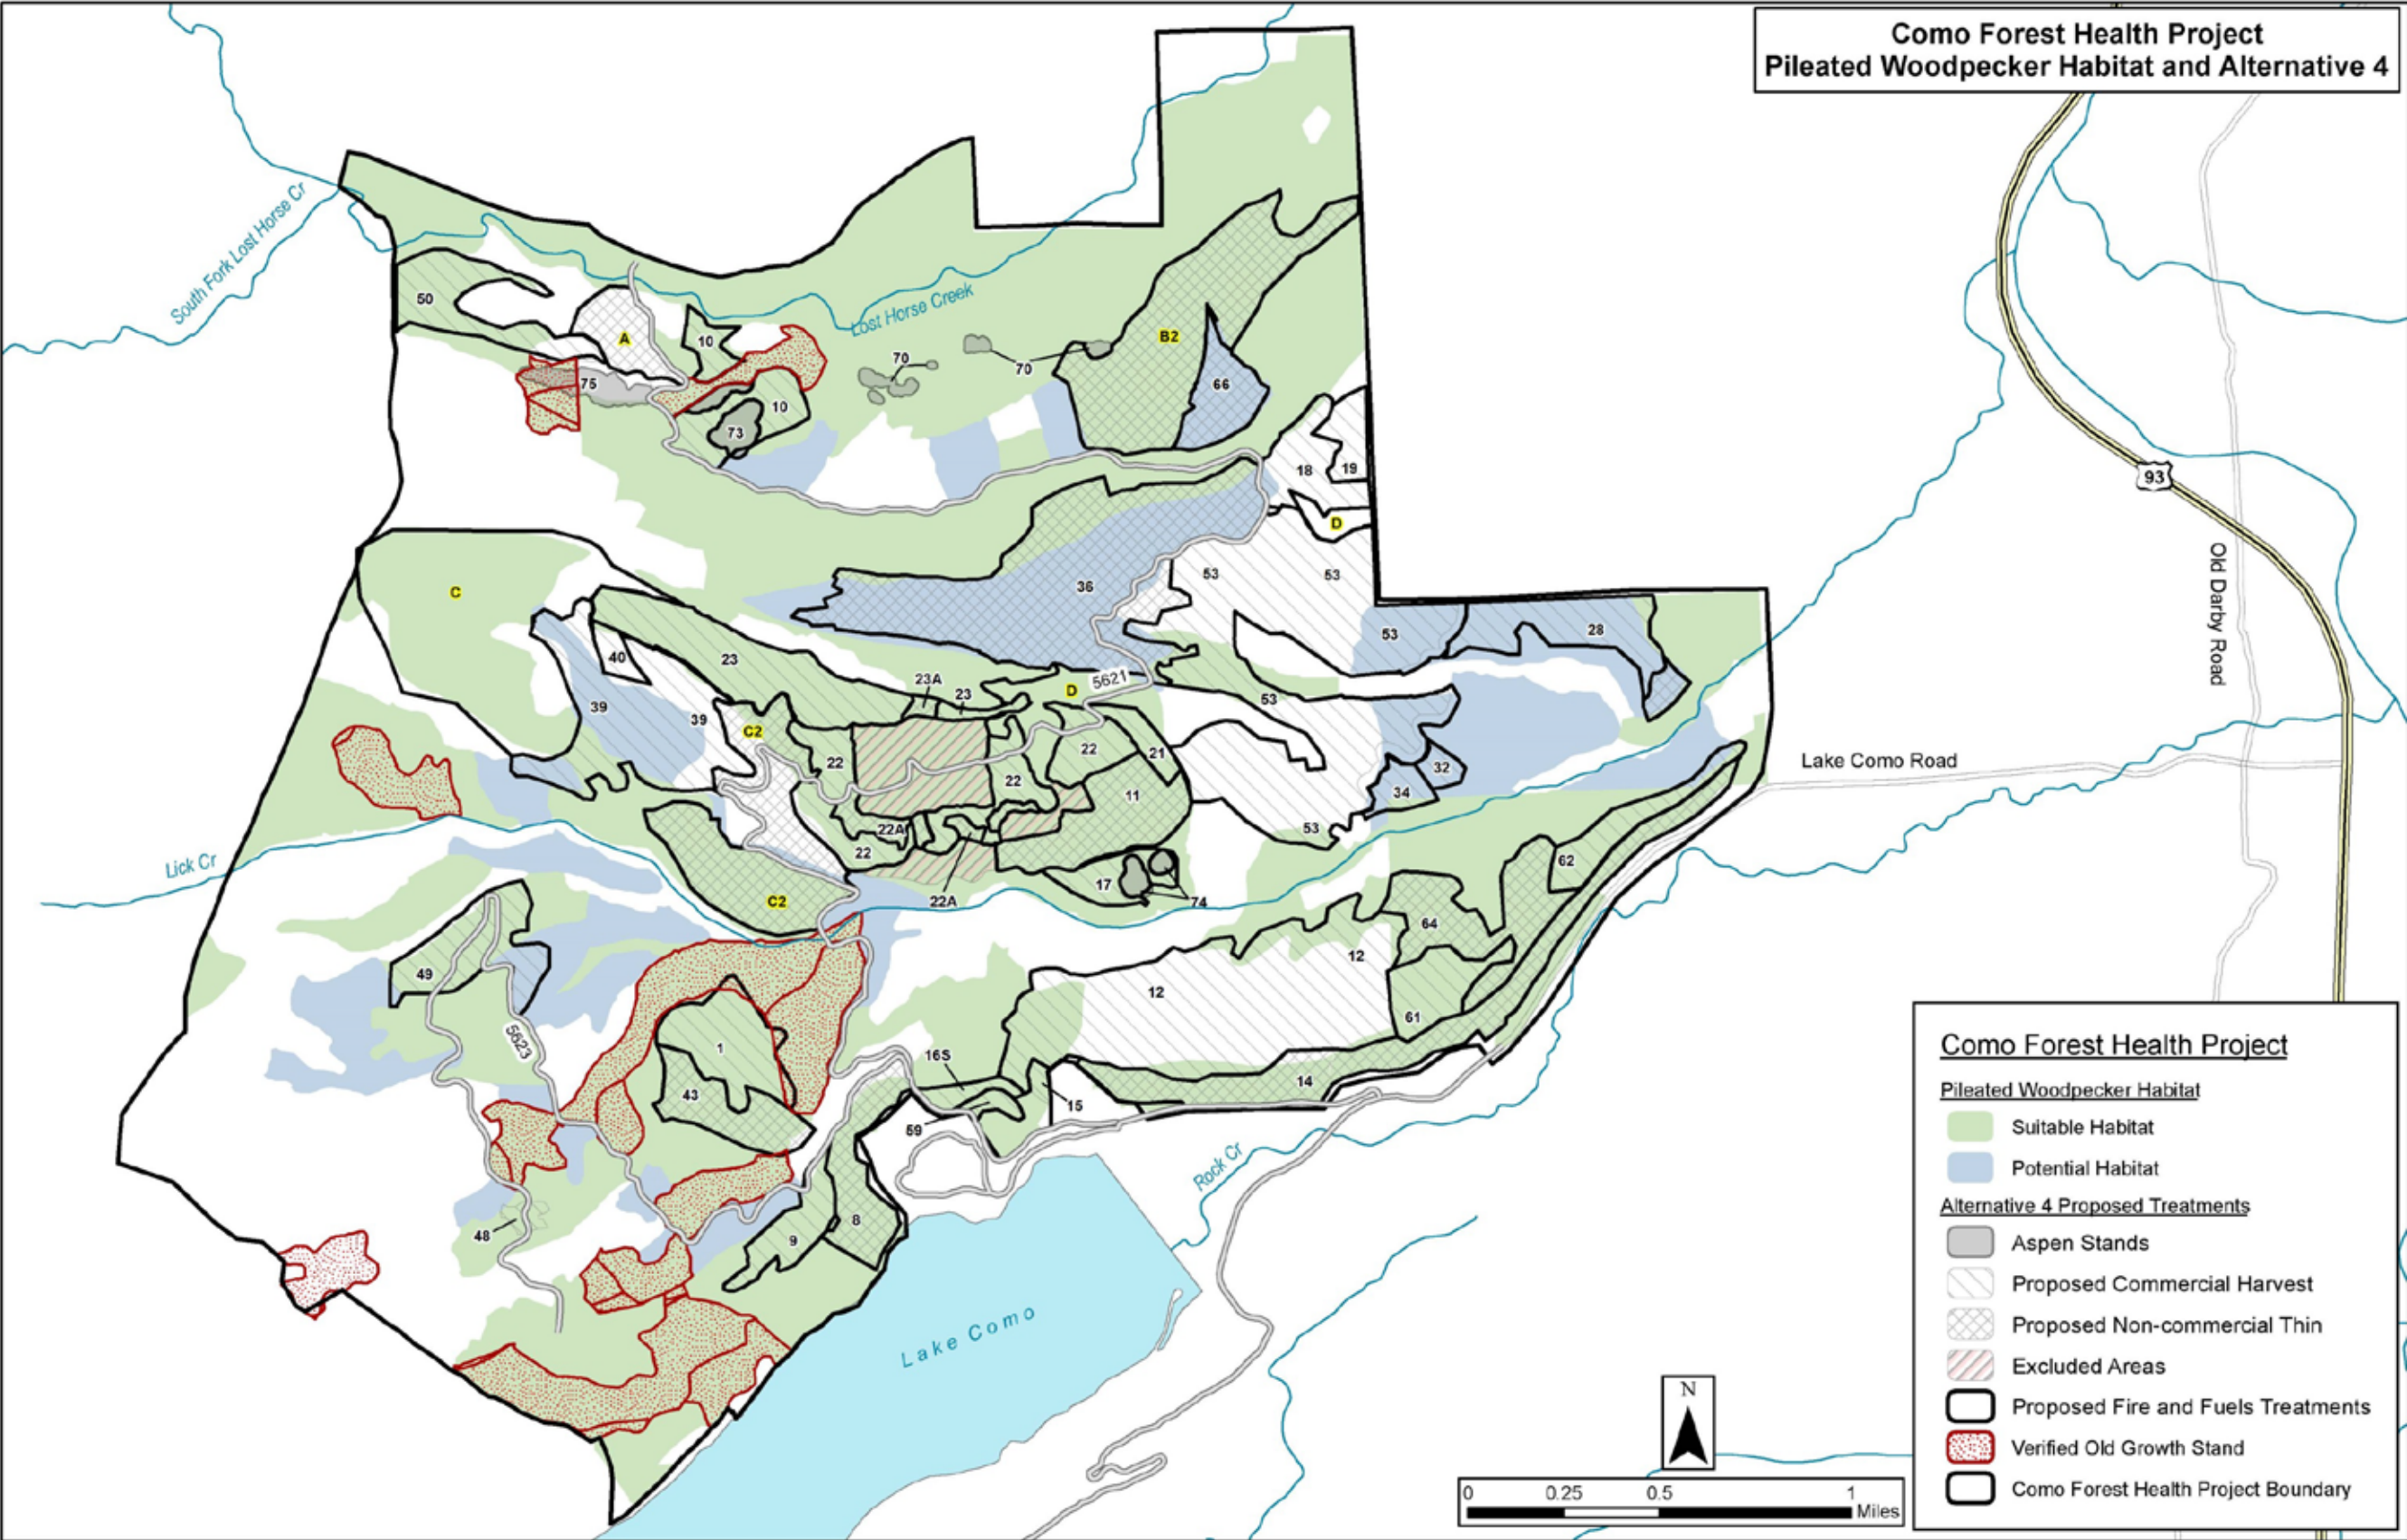 Como Forest Health Project
Pileated Woodpecker Habitat and Alternative 4
South Fork Lost Horse Cr
Lost Horse Creek
50
A
10
75
10
73
70
70
B2
66
18
19
D
93
Old Darby Road
C
36
53
53
53
28
40
23
23A
23
D
5621
53
39
39
C2
22
22
21
22
11
32
34
53
Lake Como Road
22A
22
22A
17
74
62
Lick Cr
C2
64
49
12
12
61
5623
1
43
16S
14
15
59
Rock Cr
48
9
8
Lake Como
Como Forest Health Project
Pileated Woodpecker Habitat
Suitable Habitat
Potential Habitat
Alternative 4 Proposed Treatments
Aspen Stands
Proposed Commercial Harvest
Proposed Non-commercial Thin
Excluded Areas
Proposed Fire and Fuels Treatments
Verified Old Growth Stand
Como Forest Health Project Boundary
N
0 0.25 0.5 1
Miles